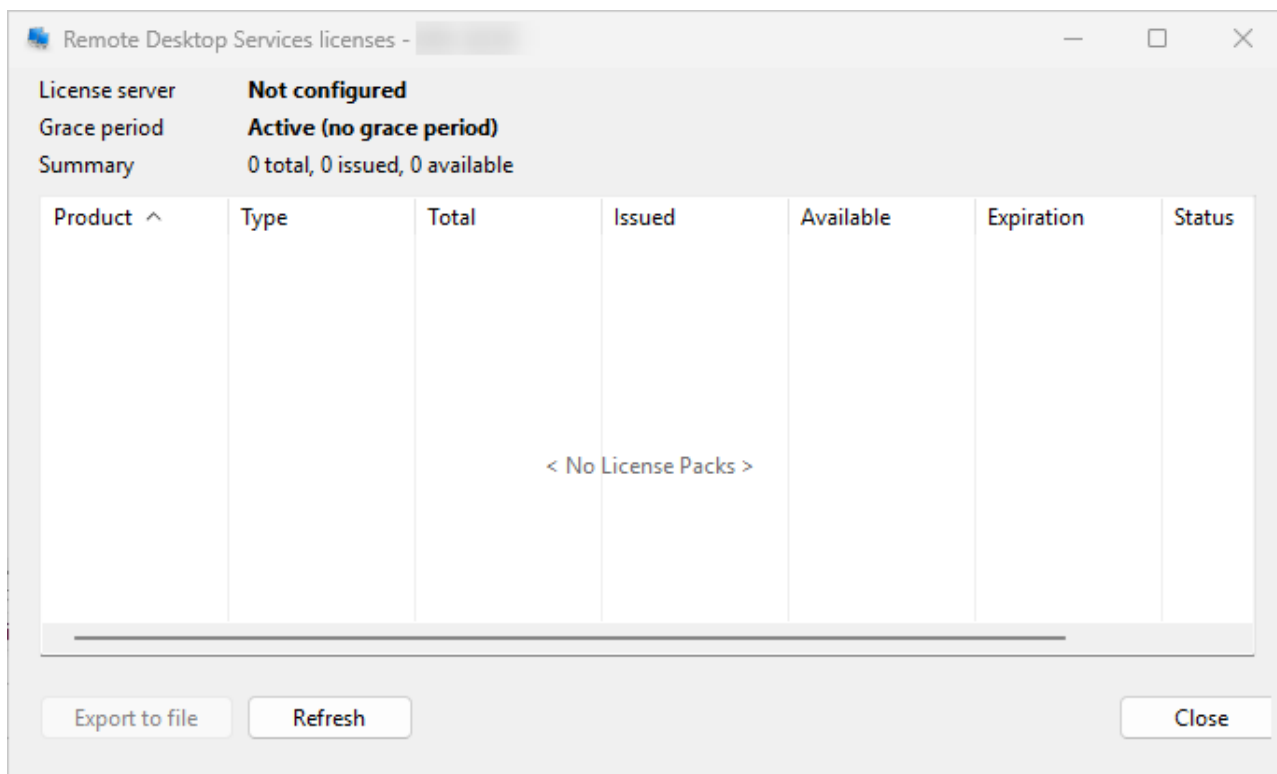 Remote Desktop Services licenses -
License server Not configured
Grace period Active (no grace period)
Summary 0 total, 0 issued, 0 available
Product Type Total Issued Available Expiration Status
< No License Packs >
Export to file Refresh Close